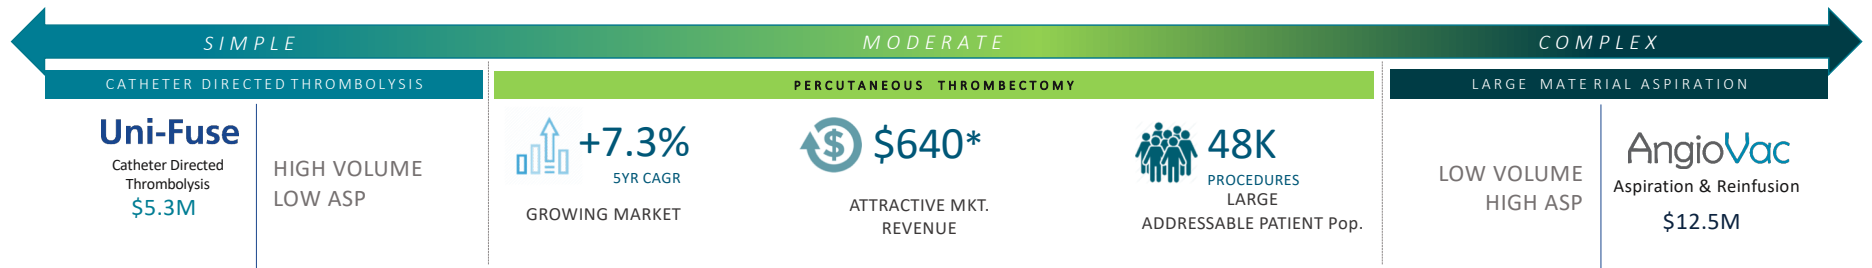 SIMPLE
MODERATE
COMPLEX
CATHETER DIRECTED THROMBOLYSIS
PERCUTANEOUS THROMBECTOMY
LARGE MATERIAL ASPIRATION
Uni-Fuse
Catheter Directed
Thrombolysis
$5.3M
HIGH VOLUME
LOW ASP
+7.3%
5YR CAGR
GROWING MARKET
$
$640*
ATTRACTIVE MKT.
REVENUE
48K
PROCEDURES
LARGE
ADDRESSABLE PATIENT Pop.
LOW VOLUME
HIGH ASP
AngioVac
Aspiration & Reinfusion
$12.5M